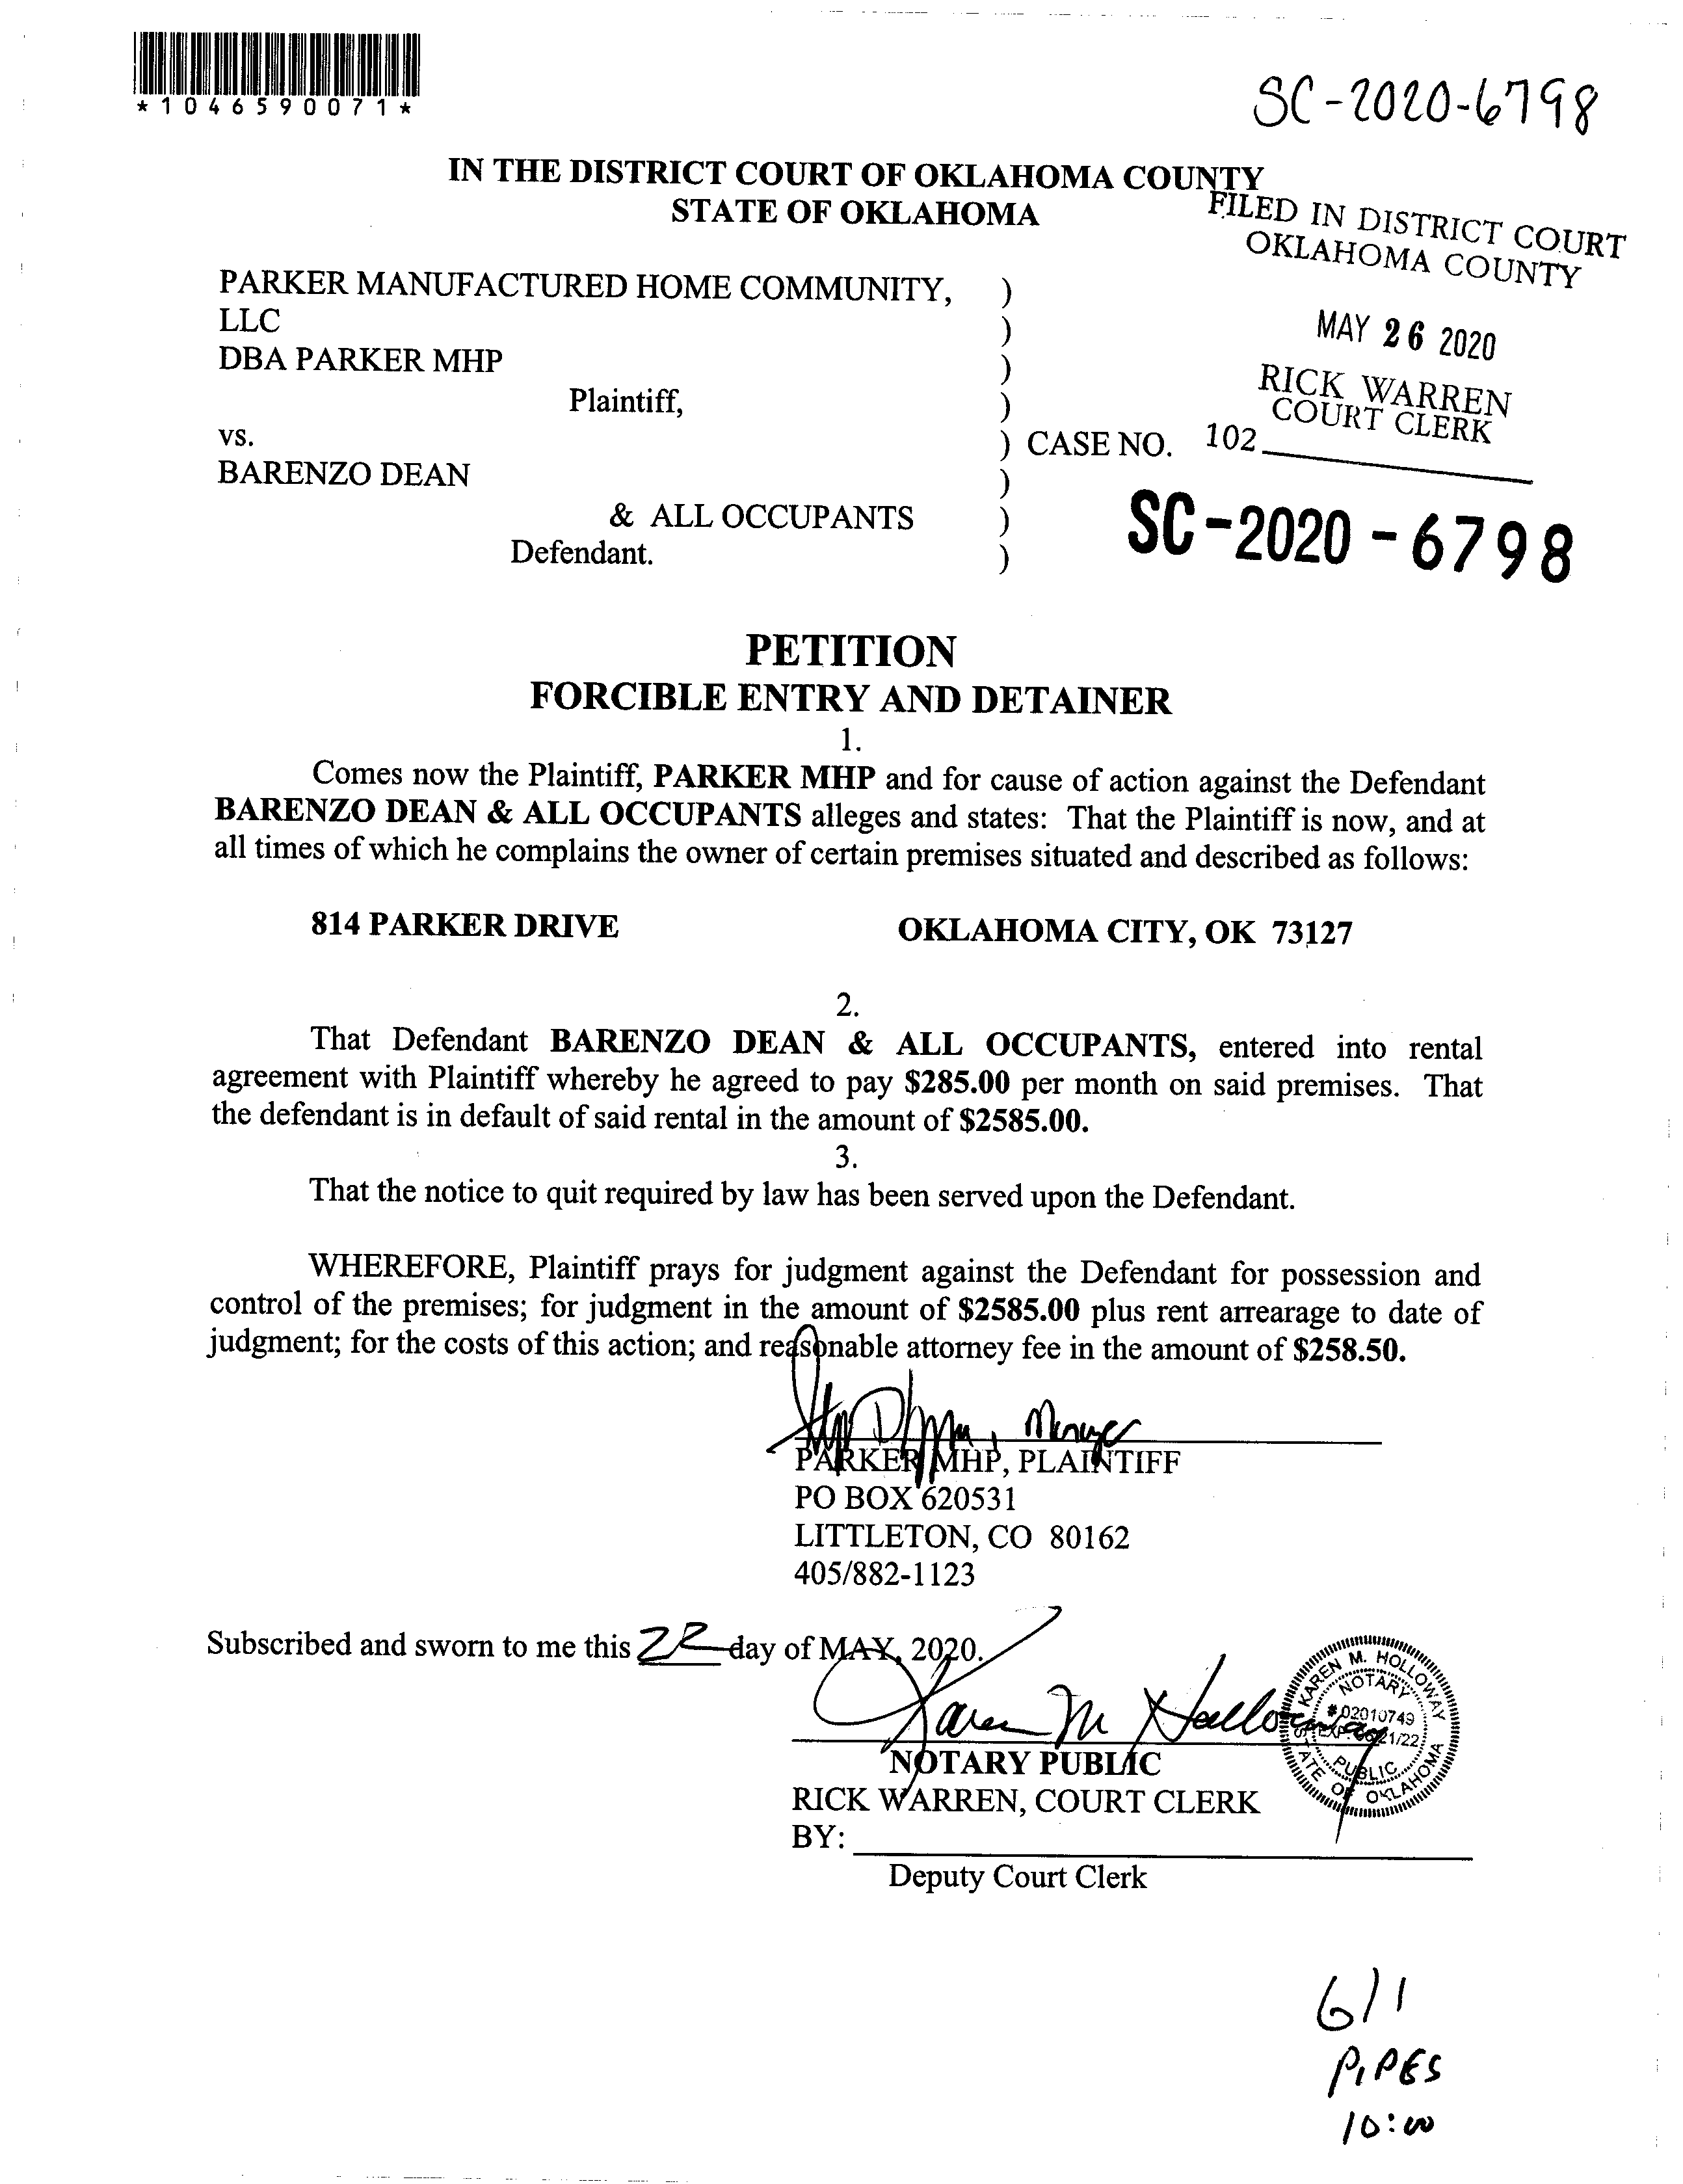 *1046590071*
SC-2020-6798
IN THE DISTRICT COURT OF OKLAHOMA COUNTY
STATE OF OKLAHOMA
FILED IN DISTRICT COURT
OKLAHOMA COUNTY
MAY 26 2020
RICK WARREN
COURT CLERK
102
PARKER MANUFACTURED HOME COMMUNITY, )
LLC )
DBA PARKER MHP )
Plaintiff, )
vs. ) CASE NO.
BARENZO DEAN )
& ALL OCCUPANTS )
Defendant. )
SC-2020-6798
PETITION
FORCIBLE ENTRY AND DETAINER
1.
Comes now the Plaintiff, PARKER MHP and for cause of action against the Defendant
BARENZO DEAN & ALL OCCUPANTS alleges and states: That the Plaintiff is now, and at
all times of which he complains the owner of certain premises situated and described as follows:
814 PARKER DRIVE OKLAHOMA CITY, OK 73127
2.
That Defendant BARENZO DEAN & ALL OCCUPANTS, entered into rental
agreement with Plaintiff whereby he agreed to pay $285.00 per month on said premises. That
the defendant is in default of said rental in the amount of $2585.00.
3.
That the notice to quit required by law has been served upon the Defendant.
WHEREFORE, Plaintiff prays for judgment against the Defendant for possession and
control of the premises; for judgment in the amount of $2585.00 plus rent arrearage to date of
judgment; for the costs of this action; and reasonable attorney fee in the amount of $258.50.
Manager
PARKER MHP, PLAINTIFF
PO BOX 620531
LITTLETON, CO 80162
405/882-1123
Subscribed and sworn to me this 22 day of MAY, 2020.
Karen M Holloway
KAREN M. HOLLOWAY
NOTARY
#02010749
EXP. 06/21/22
PUBLIC
STATE OF OKLAHOMA
NOTARY PUBLIC
RICK WARREN, COURT CLERK
BY:
Deputy Court Clerk
6/1
PIPES
10:00